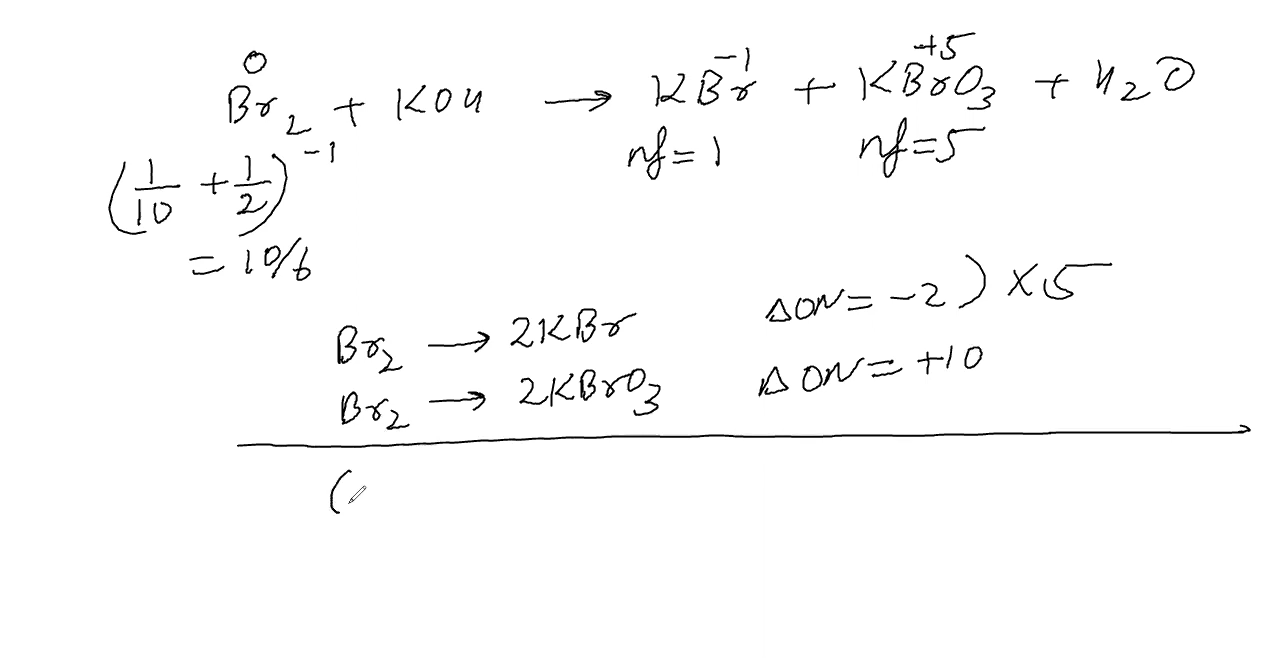 0 -1 +5
Br2 + KOH → KBr + KBrO3 + H2O
nf=1 nf=5
(1/10 + 1/2)^-1
= 10/6
Br2 → 2KBr ΔON = -2) ×5
Br2 → 2KBrO3 ΔON = +10
(